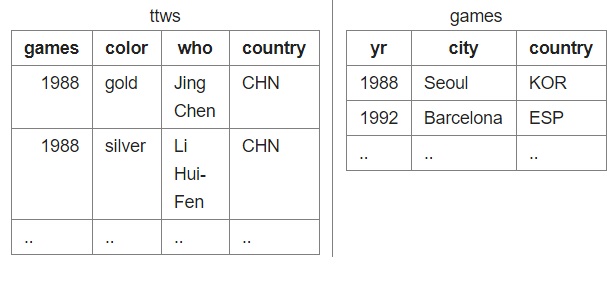 ttws
games color who country
1988 gold Jing
Chen CHN
1988 silver Li
Hui-
Fen CHN
.. .. .. ..
games
yr city country
1988 Seoul KOR
1992 Barcelona ESP
.. .. ..